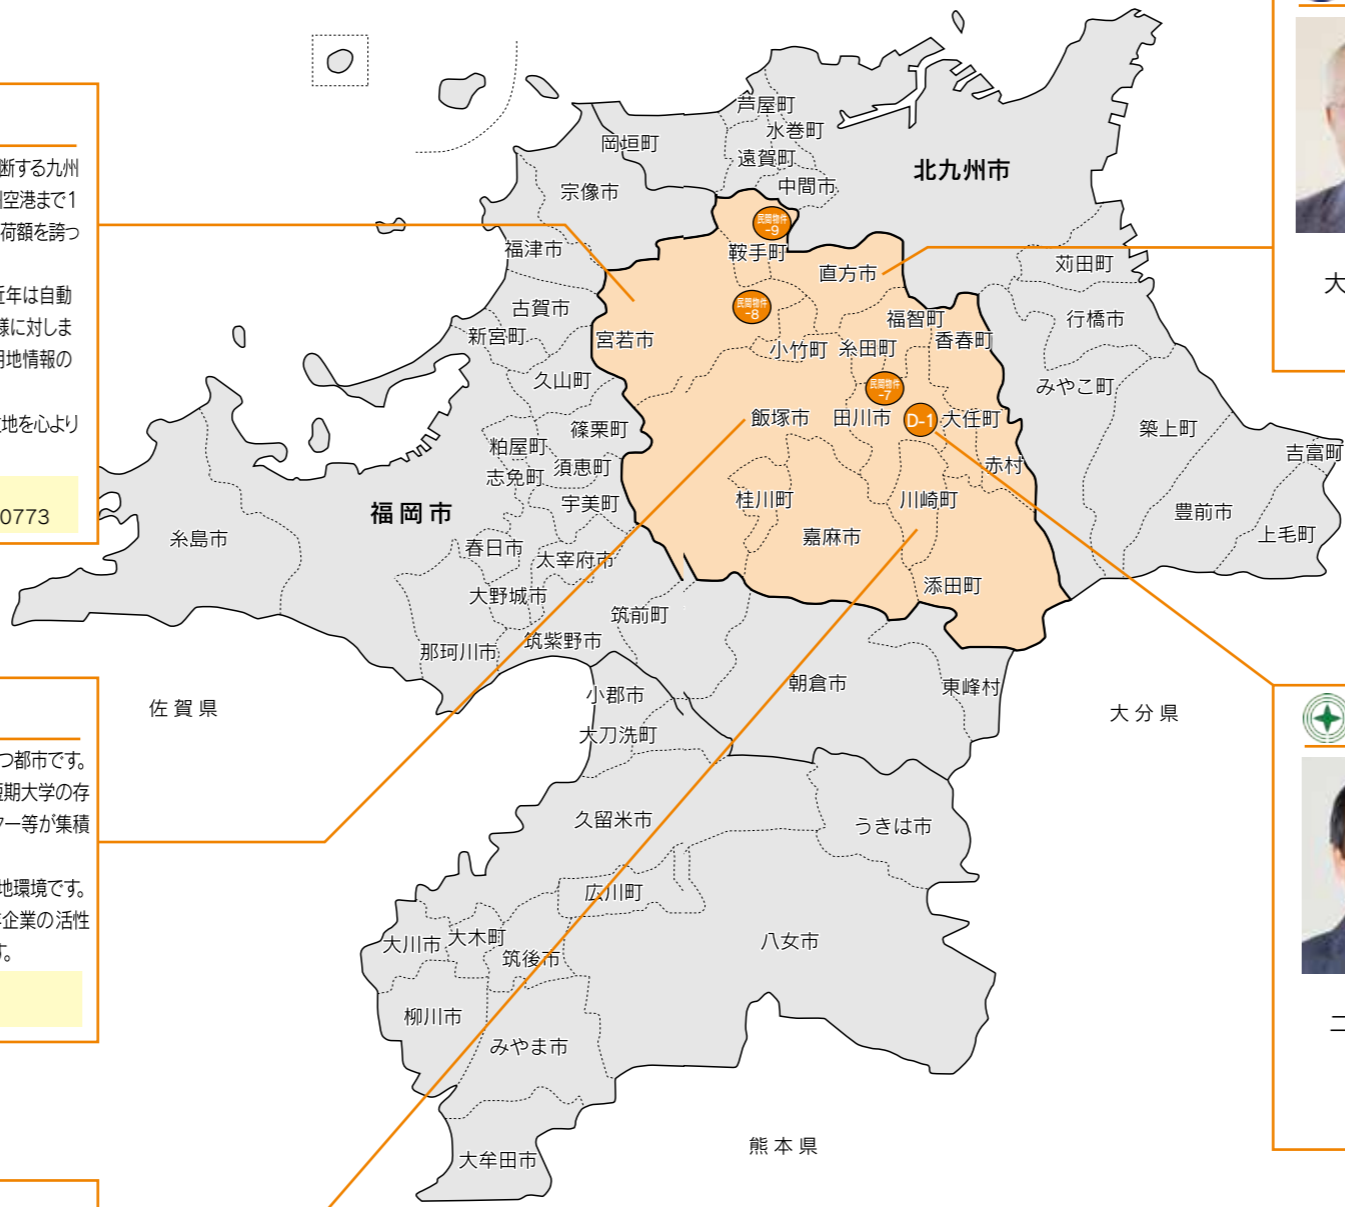 断する九州
州空港まで1
荷額を誇っ
近年は自動
様に対しま
用地情報の
立地を心より
0773
つ都市です。
短期大学の存
ター等が集積
地環境です。
企業の活性
す。
芦屋町
水巻町
岡垣町
遠賀町
北九州市
中間市
宗像市
民間物件
-9
鞍手町
福津市
直方市
苅田町
古賀市
民間物件
-8
福智町
行橋市
新宮町
宮若市
小竹町
糸田町
香春町
久山町
民間物件
-7
みやこ町
篠栗町
飯塚市
田川市
D-1
大任町
築上町
粕屋町
吉富町
志免町
須恵町
赤村
宇美町
桂川町
川崎町
福岡市
豊前市
糸島市
嘉麻市
上毛町
春日市
太宰府市
大野城市
添田町
筑前町
那珂川市
筑紫野市
小郡市
朝倉市
東峰村
佐賀県
大分県
大刀洗町
久留米市
うきは市
広川町
大川市
大木町
筑後市
八女市
柳川市
みやま市
大牟田市
熊本県
大
二